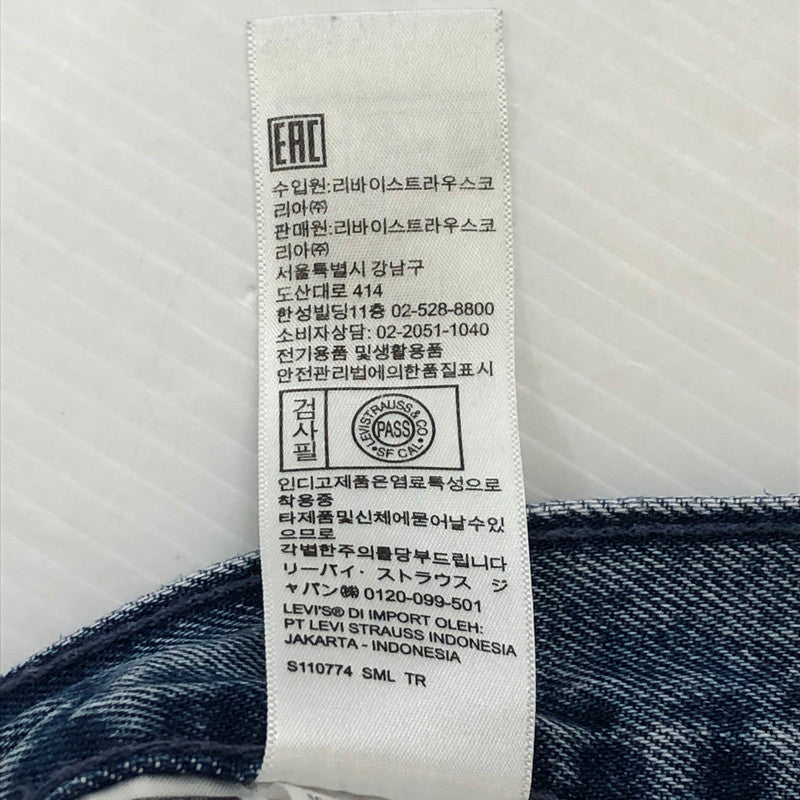 EAC
수입원:리바이스트라우스코
리아㈜
판매원:리바이스트라우스코
리아㈜
서울특별시 강남구
도산대로 414
한성빌딩11층 02-528-8800
소비자상담: 02-2051-1040
전기용품 및생활용품
안전관리법에의한품질표시
검사필
LEVI STRAUSS & CO
PASS
SF CAL
인디고제품은염료특성으로
착용중
타제품및신체에묻어날수있
으므로
각별한주의를당부드립니다
リーバイ・ストラウス ジ
ャパン㈱ 0120-099-501
LEVI'S® DI IMPORT OLEH:
PT LEVI STRAUSS INDONESIA
JAKARTA - INDONESIA
S110774 SML TR